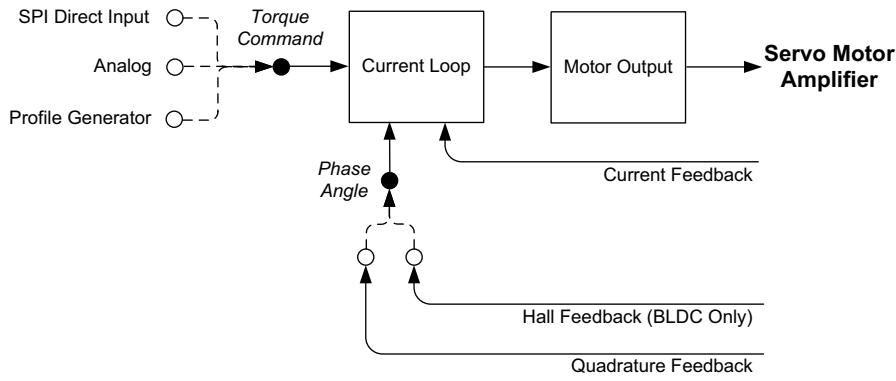 SPI Direct Input
Analog
Profile Generator
Torque
Command
Current Loop
Motor Output
Servo Motor
Amplifier
Phase
Angle
Current Feedback
Hall Feedback (BLDC Only)
Quadrature Feedback